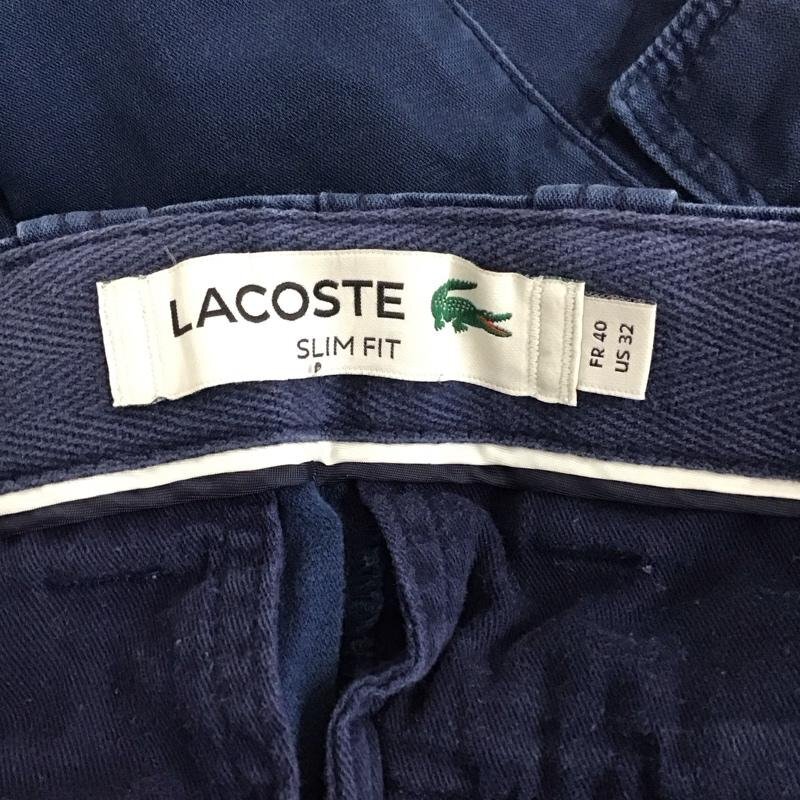 LACOSTE
SLIM FIT
FR 40
US 32